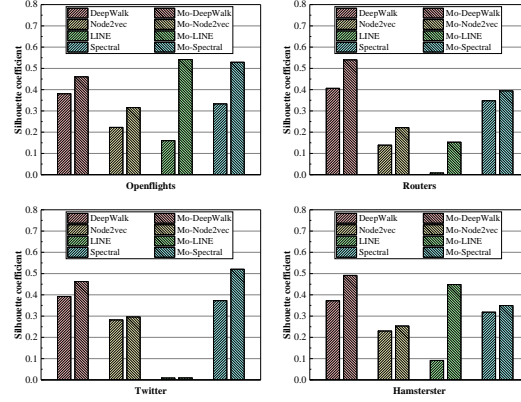 Silhouette coefficient
0.8
0.7
0.6
0.5
0.4
0.3
0.2
0.1
0.0
DeepWalk Mo-DeepWalk
Node2vec Mo-Node2vec
LINE Mo-LINE
Spectral Mo-Spectral
Openflights
Silhouette coefficient
0.8
0.7
0.6
0.5
0.4
0.3
0.2
0.1
0.0
DeepWalk Mo-DeepWalk
Node2vec Mo-Node2vec
LINE Mo-LINE
Spectral Mo-Spectral
Routers
Silhouette coefficient
0.8
0.7
0.6
0.5
0.4
0.3
0.2
0.1
0.0
DeepWalk Mo-DeepWalk
Node2vec Mo-Node2vec
LINE Mo-LINE
Spectral Mo-Spectral
Twitter
Silhouette coefficient
0.8
0.7
0.6
0.5
0.4
0.3
0.2
0.1
0.0
DeepWalk Mo-DeepWalk
Node2vec Mo-Node2vec
LINE Mo-LINE
Spectral Mo-Spectral
Hamsterster